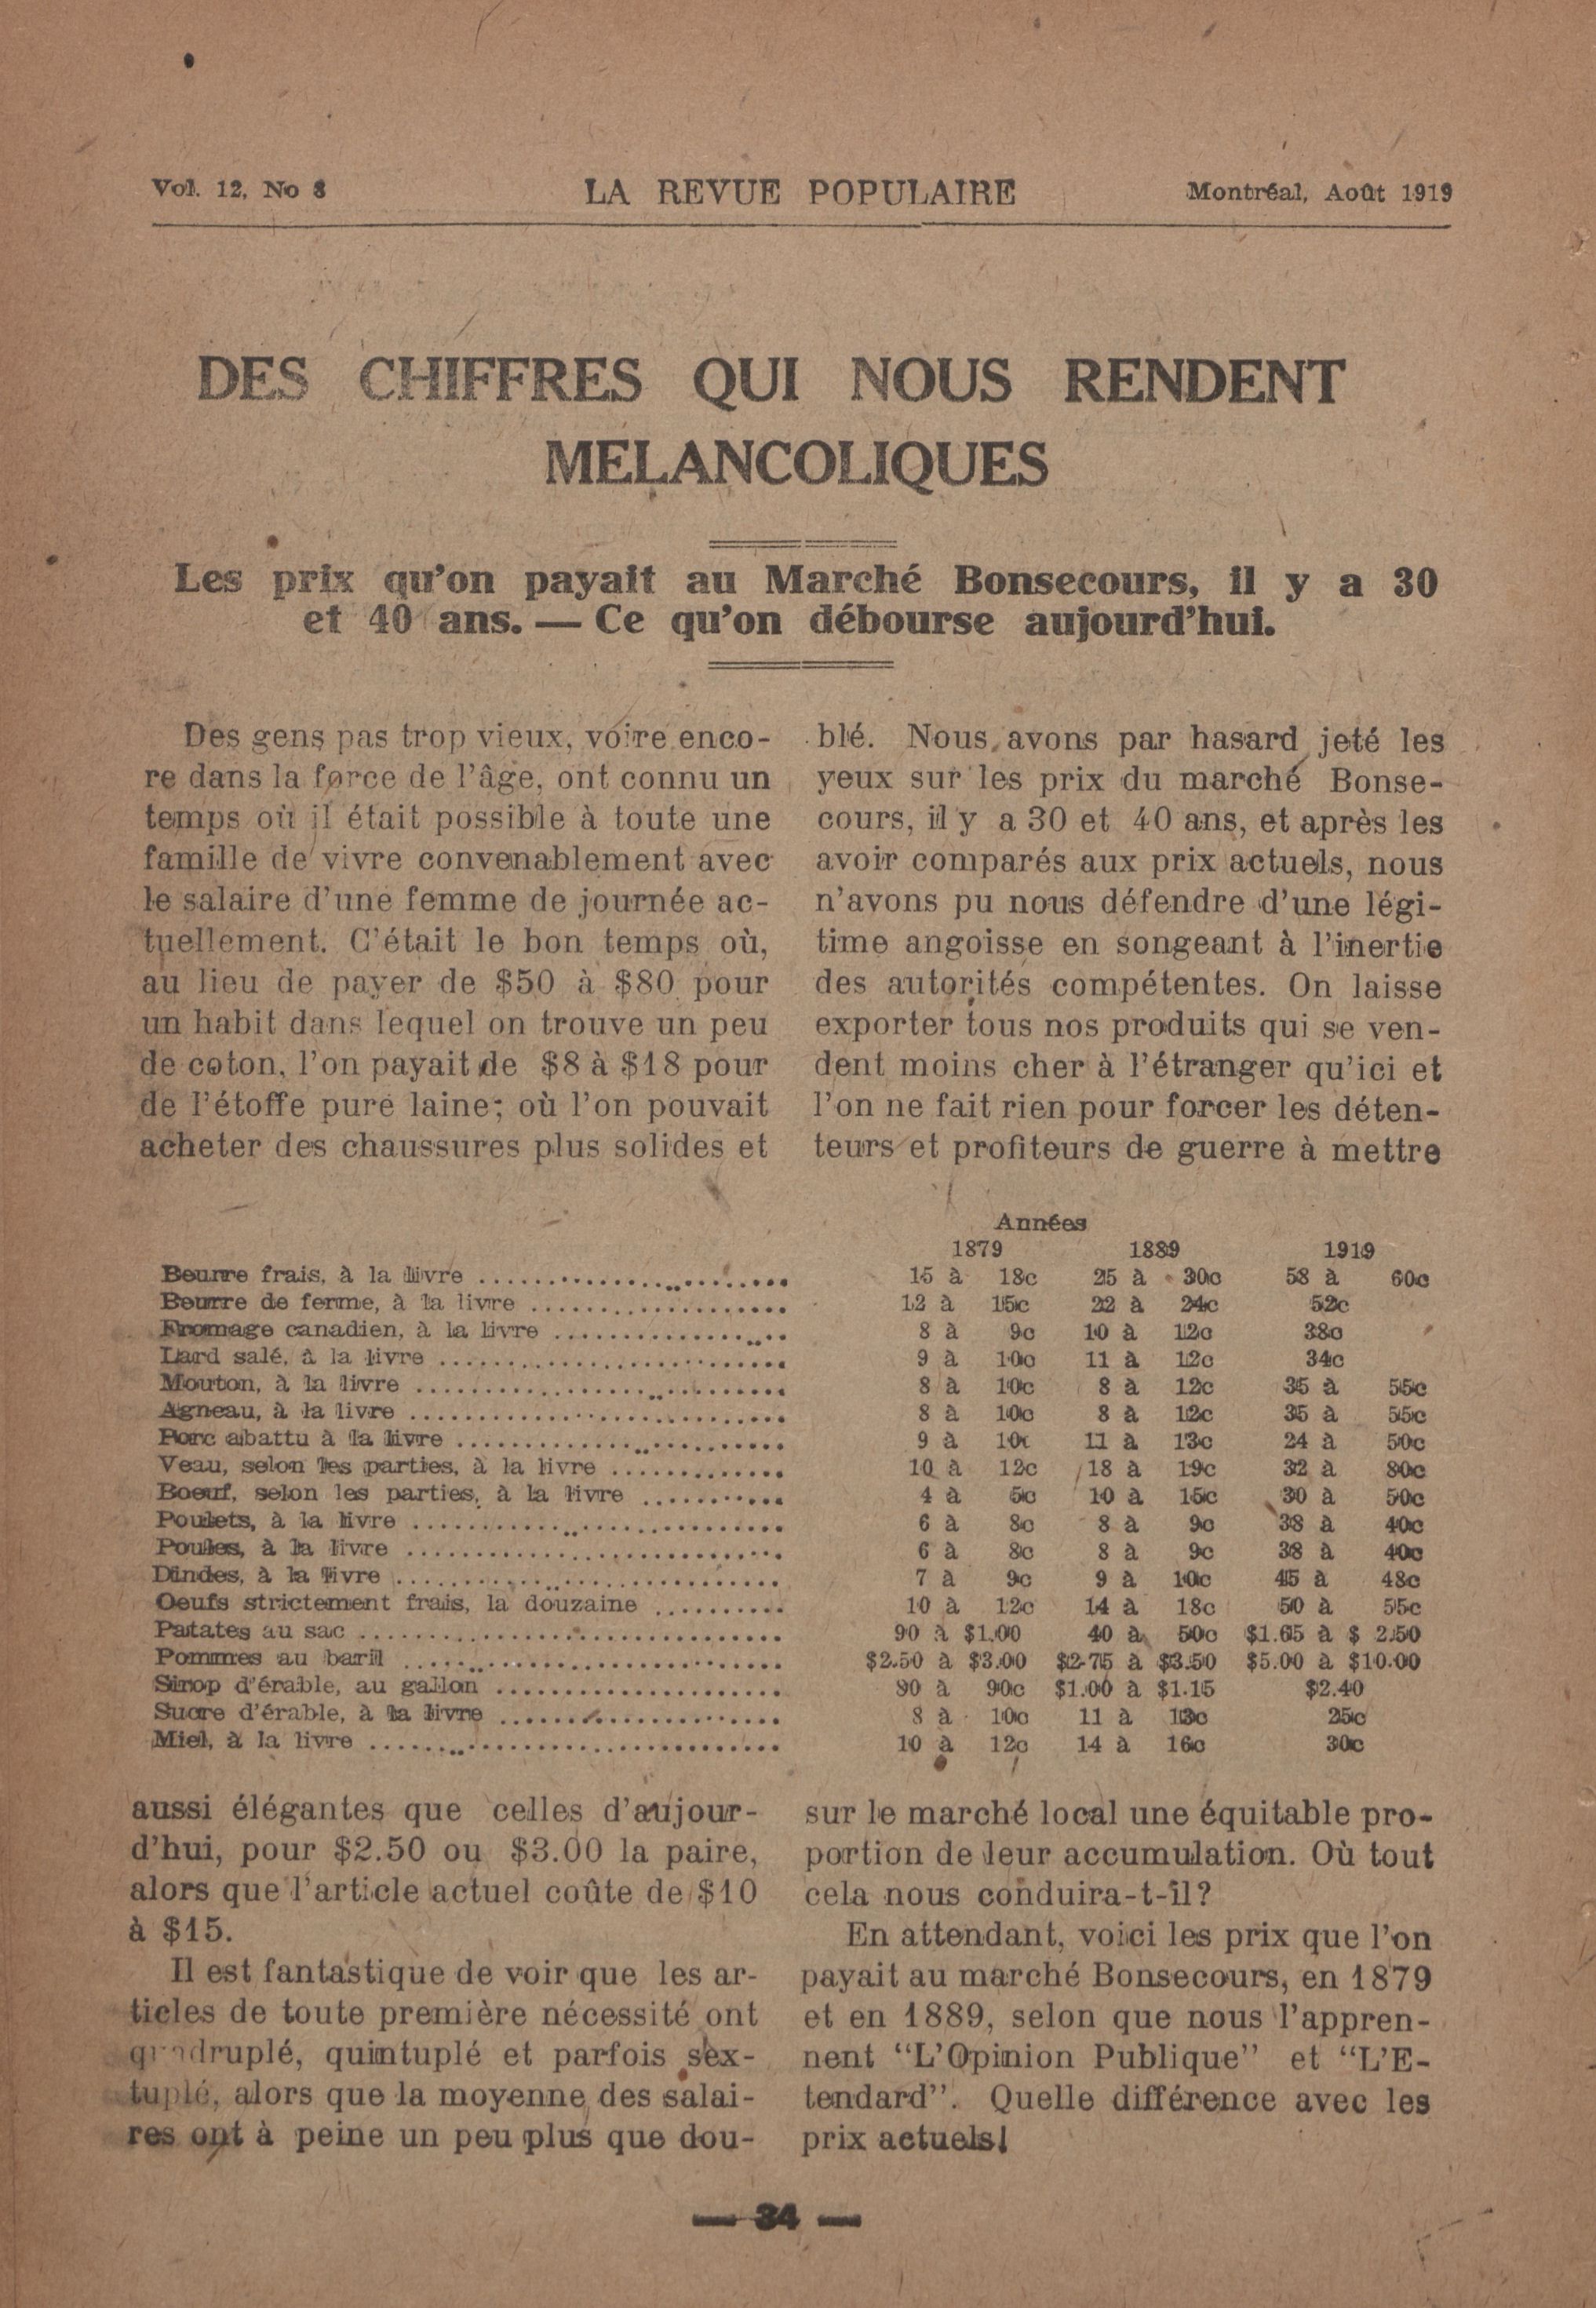 Vol. 12, No 8 LA REVUE POPULAIRE Montréal, Août 1919
DES CHIFFRES QUI NOUS RENDENT
MELANCOLIQUES
Les prix qu'on payait au Marché Bonsecours, il y a 30
et 40 ans. — Ce qu'on débourse aujourd'hui.
Des gens pas trop vieux, voire enco-
re dans la force de l'âge, ont connu un
temps où il était possible à toute une
famille de vivre convenablement avec
le salaire d'une femme de journée ac-
tuellement. C'était le bon temps où,
au lieu de payer de $50 à $80 pour
un habit dans lequel on trouve un peu
de coton, l'on payait de $8 à $18 pour
de l'étoffe pure laine; où l'on pouvait
acheter des chaussures plus solides et
blé. Nous avons par hasard jeté les
yeux sur les prix du marché Bonse-
cours, il y a 30 et 40 ans, et après les
avoir comparés aux prix actuels, nous
n'avons pu nous défendre d'une légi-
time angoisse en songeant à l'inertie
des autorités compétentes. On laisse
exporter tous nos produits qui se ven-
dent moins cher à l'étranger qu'ici et
l'on ne fait rien pour forcer les déten-
teurs et profiteurs de guerre à mettre
Années
1879 1889 1919
Beurre frais, à la livre .............................. 15 à 18c 25 à 30c 58 à 60c
Beurre de ferme, à la livre .................... 12 à 15c 22 à 24c 52c
Fromage canadien, à la livre .................. 8 à 9c 10 à 12c 38c
Lard salé, à la livre .......................... 9 à 10c 11 à 12c 34c
Mouton, à la livre ............................ 8 à 10c 8 à 12c 35 à 55c
Agneau, à la livre ............................ 8 à 10c 8 à 12c 35 à 55c
Porc abattu à la livre ......................... 9 à 10c 11 à 13c 24 à 50c
Veau, selon les parties, à la livre ............. 10 à 12c 18 à 19c 32 à 80c
Boeuf, selon les parties, à la livre ........... 4 à 5c 10 à 15c 30 à 50c
Poulets, à la livre ............................ 6 à 8c 8 à 9c 38 à 40c
Poules, à la livre ............................ 6 à 8c 8 à 9c 38 à 40c
Dindes, à la livre ............................. 7 à 9c 9 à 10c 45 à 48c
Oeufs strictement frais, la douzaine .......... 10 à 12c 14 à 18c 50 à 55c
Patates au sac ................................ 90 à $1.00 40 à 50c $1.65 à $ 2.50
Pommes au baril ............................. $2.50 à $3.00 $2.75 à $3.50 $5.00 à $10.00
Sirop d'érable, au gallon ...................... à 90c $1.00 à $1.15 $2.40
Sucre d'érable, à la livre ..................... 8 à 10c 11 à 13c 25c
Miel, à la livre ............................... 10 à 12c 14 à 16c 30c
aussi élégantes que celles d'aujour-
d'hui, pour $2.50 ou $3.00 la paire,
alors que l'article actuel coûte de $10
à $15.
Il est fantastique de voir que les ar-
ticles de toute première nécessité ont
quadruplé, quintuplé et parfois sex-
tuplé, alors que la moyenne des salai-
res ont à peine un peu plus que dou-
sur le marché local une équitable pro-
portion de leur accumulation. Où tout
cela nous conduira-t-il?
En attendant, voici les prix que l'on
payait au marché Bonsecours, en 1879
et en 1889, selon que nous l'appren-
nent "L'Opinion Publique" et "L'E-
tendard". Quelle différence avec les
prix actuels!
— 34 —